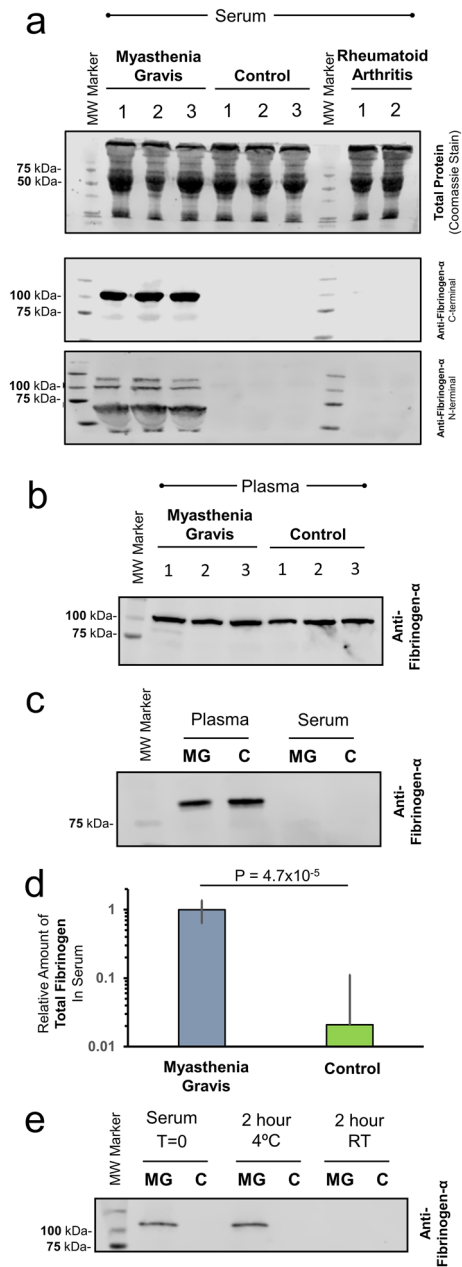 a
Serum
MW Marker
Myasthenia
Gravis
Control
MW Marker
Rheumatoid
Arthritis
1 2 3 1 2 3 1 2
75 kDa-
50 kDa-
Total Protein
(Coomassie Stain)
100 kDa-
75 kDa-
Anti-Fibrinogen-α
C-terminal
100 kDa-
75 kDa-
Anti-Fibrinogen-α
N-terminal
b
Plasma
MW Marker
Myasthenia
Gravis
Control
1 2 3 1 2 3
100 kDa-
75 kDa-
Anti-
Fibrinogen-α
c
MW Marker
Plasma Serum
MG C MG C
75 kDa-
Anti-
Fibrinogen-α
d
P = 4.7x10-5
Relative Amount of
Total Fibrinogen
In Serum
1
0.1
0.01
Myasthenia
Gravis
Control
e
MW Marker
Serum
T=0
2 hour
4ºC
2 hour
RT
MG C MG C MG C
100 kDa-
75 kDa-
Anti-
Fibrinogen-α